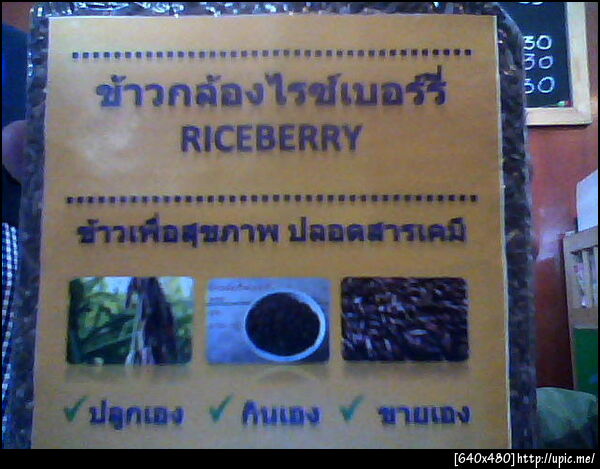 ข้าวกล้องไรซ์เบอร์รี่
RICEBERRY
ข้าวเพื่อสุขภาพ ปลอดสารเคมี
✓ ปลูกเอง ✓ กินเอง ✓ ขายเอง
30
30
30
[640x480]http://upic.me/